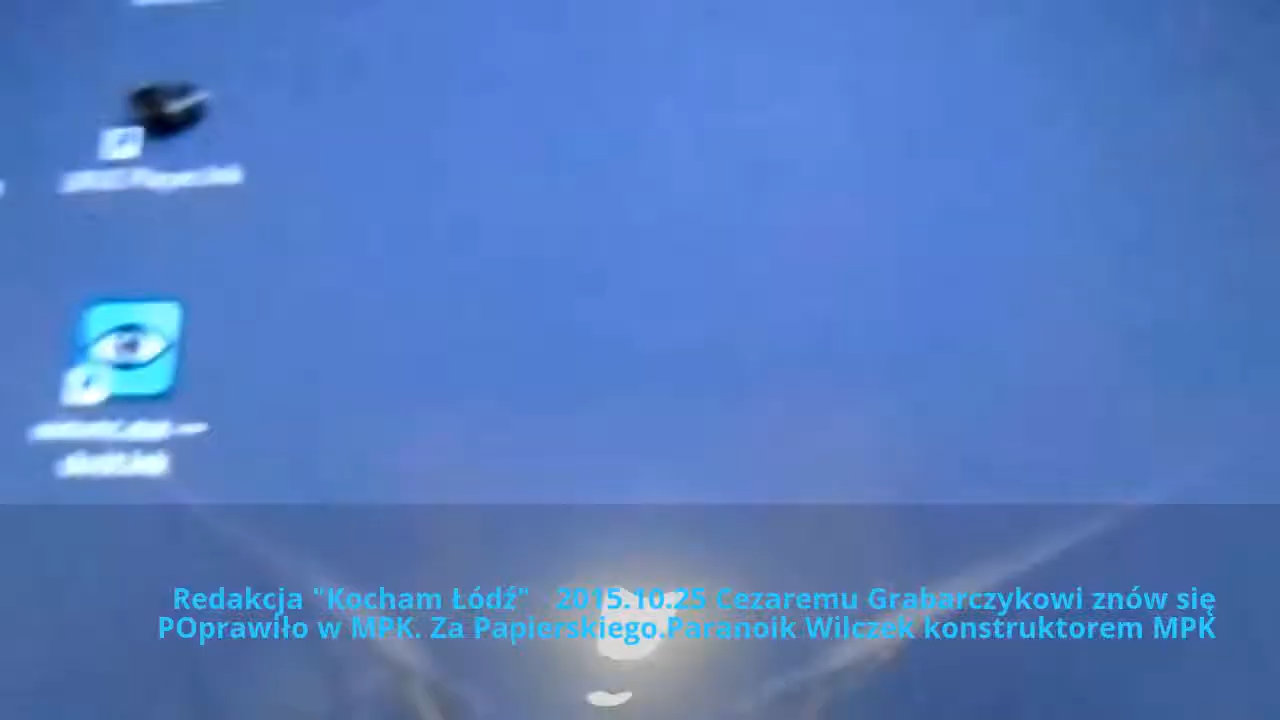 Redakcja "Kocham Łódź" 2015.10.25 Cezaremu Grabarczykowi znów się
POprawiło w MPK. Za Papierskiego.Paranoik Wilczek konstruktorem MPK